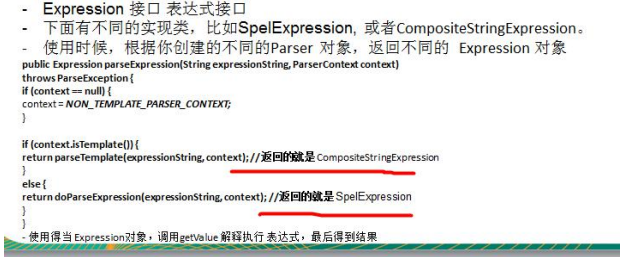 - Expression 接口 表达式接口
- 下面有不同的实现类，比如SpelExpression, 或者CompositeStringExpression。
- 使用时候，根据你创建的不同的Parser 对象，返回不同的 Expression 对象
public Expression parseExpression(String expressionString, ParserContext context)
throws ParseException {
if (context == null) {
context = NON_TEMPLATE_PARSER_CONTEXT;
}
if (context.isTemplate()) {
return parseTemplate(expressionString, context); //返回的就是 CompositeStringExpression
}
else {
return doParseExpression(expressionString, context); //返回的就是 SpelExpression
}
}
- 使用得当 Expression对象，调用getValue 解释执行 表达式，最后得到结果